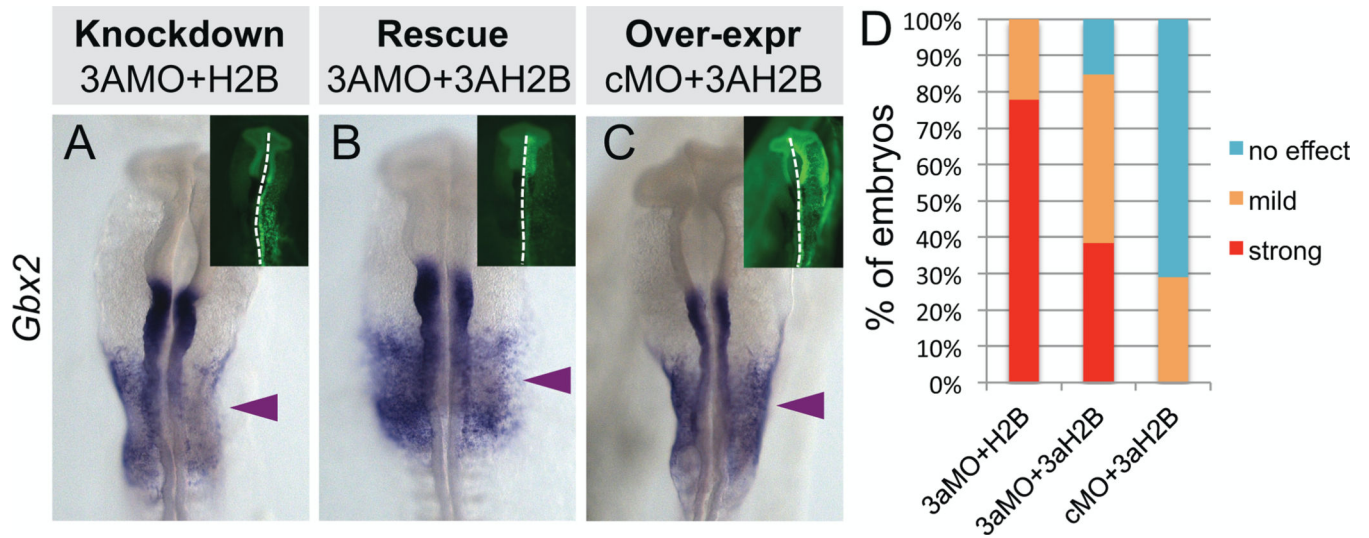 Knockdown
3AMO+H2B
Rescue
3AMO+3AH2B
Over-expr
cMO+3AH2B
A
B
C
Gbx2
D
% of embryos
100%
90%
80%
70%
60%
50%
40%
30%
20%
10%
0%
3aMO+H2B
3aMO+3aH2B
cMO+3aH2B
no effect
mild
strong